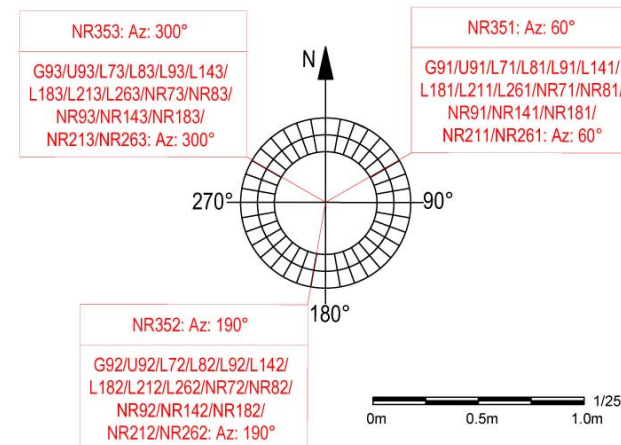 NR353: Az: 300°
G93/U93/L73/L83/L93/L143/
L183/L213/L263/NR73/NR83/
NR93/NR143/NR183/
NR213/NR263: Az: 300°
N
NR351: Az: 60°
G91/U91/L71/L81/L91/L141/
L181/L211/L261/NR71/NR81/
NR91/NR141/NR181/
NR211/NR261: Az: 60°
270°
90°
180°
NR352: Az: 190°
G92/U92/L72/L82/L92/L142/
L182/L212/L262/NR72/NR82/
NR92/NR142/NR182/
NR212/NR262: Az: 190°
1/25
0m 0.5m 1.0m